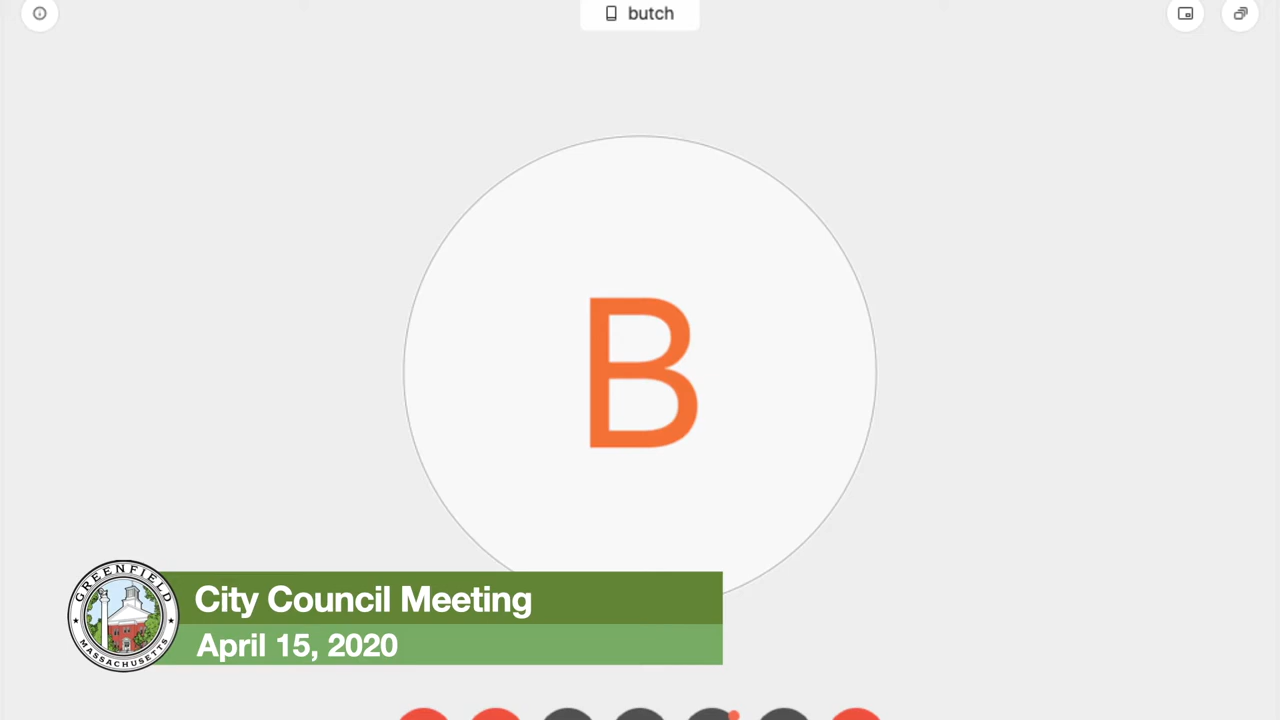 butch
B
City Council Meeting
April 15, 2020
GREENFIELD
MASSACHUSETTS